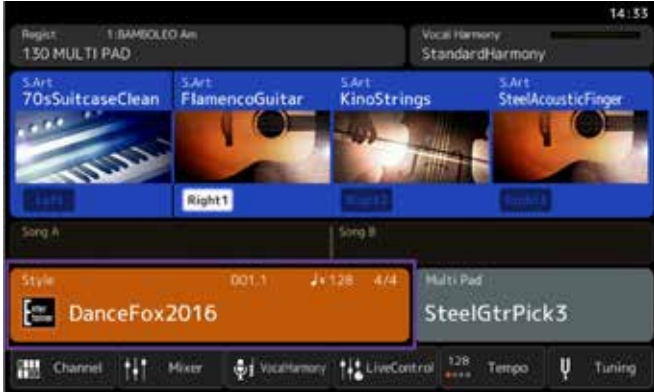 14:33
Regist 1:BAMBOLEO Am
130 MULTI PAD
Vocal Harmony
StandardHarmony
S.Art
70sSuitcaseClean
S.Art
FlamencoGuitar
S.Art
KinoStrings
S.Art
SteelAcousticFinger
Left
Right1
Right2
Right3
Song A
Song B
Style 001.1 ♩=128 4/4
DanceFox2016
Multi Pad
SteelGtrPick3
Channel
Mixer
VocalHarmony
LiveControl
128
Tempo
Tuning